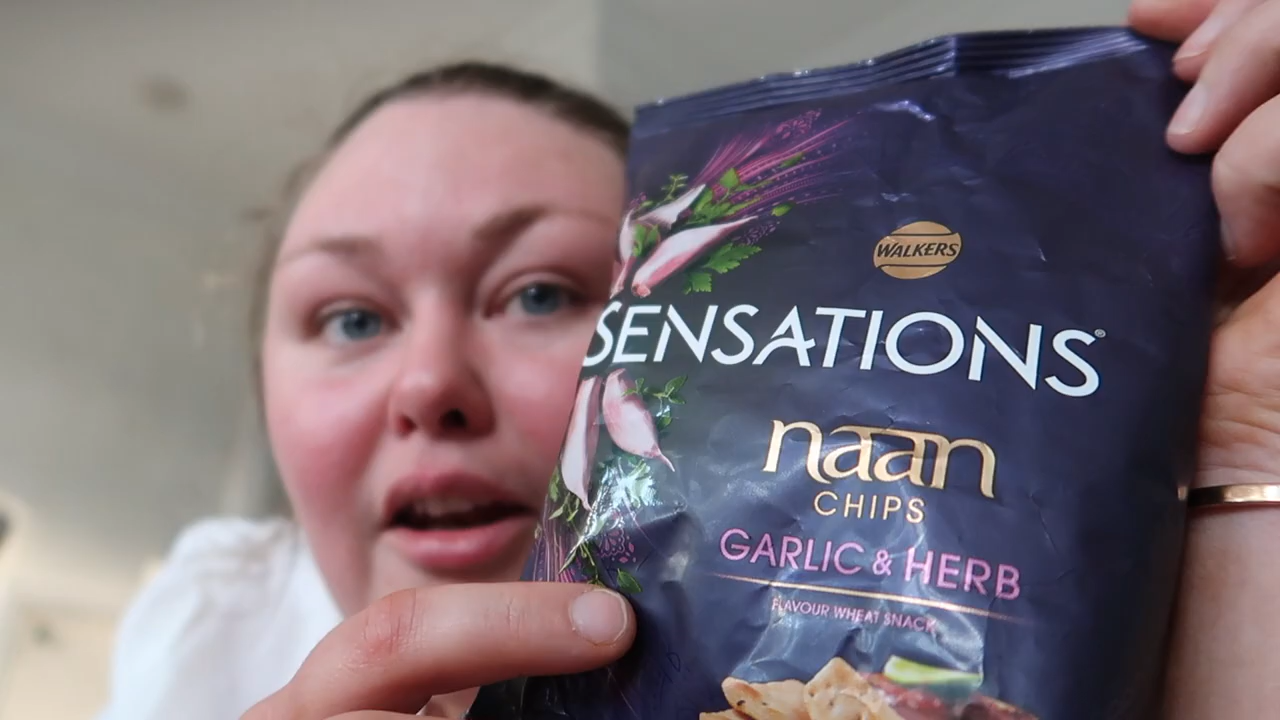 WALKERS
SENSATIONS®
naan
CHIPS
GARLIC & HERB
FLAVOUR WHEAT SNACK